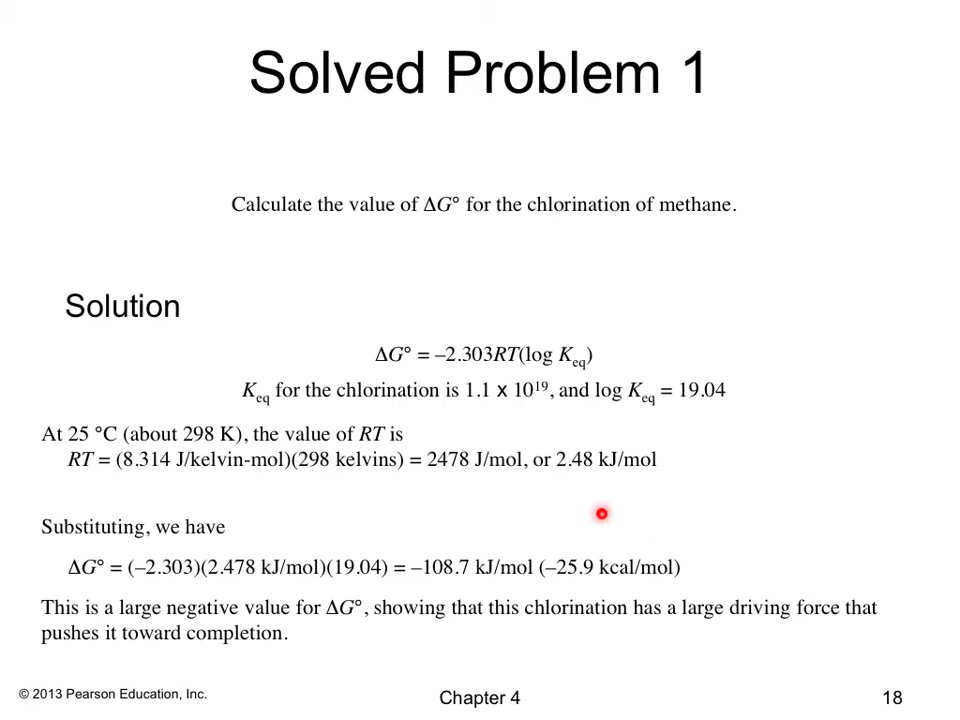 Solved Problem 1
Calculate the value of ΔG° for the chlorination of methane.
Solution
ΔG° = –2.303RT(log Keq)
Keq for the chlorination is 1.1 x 10¹⁹, and log Keq = 19.04
At 25 °C (about 298 K), the value of RT is
RT = (8.314 J/kelvin-mol)(298 kelvins) = 2478 J/mol, or 2.48 kJ/mol
Substituting, we have
ΔG° = (–2.303)(2.478 kJ/mol)(19.04) = –108.7 kJ/mol (–25.9 kcal/mol)
This is a large negative value for ΔG°, showing that this chlorination has a large driving force that
pushes it toward completion.
© 2013 Pearson Education, Inc.
Chapter 4
18